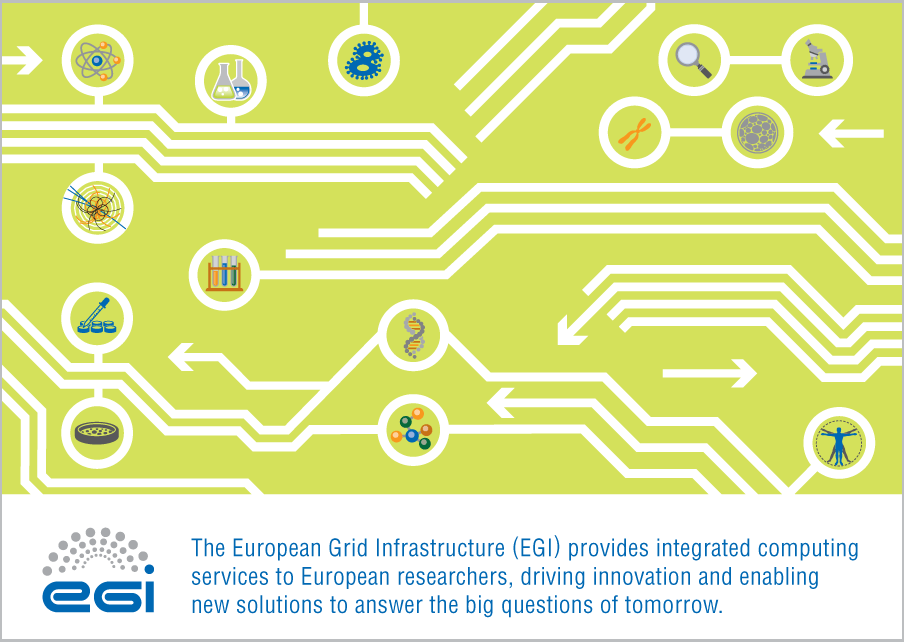 egi
The European Grid Infrastructure (EGI) provides integrated computing
services to European researchers, driving innovation and enabling
new solutions to answer the big questions of tomorrow.